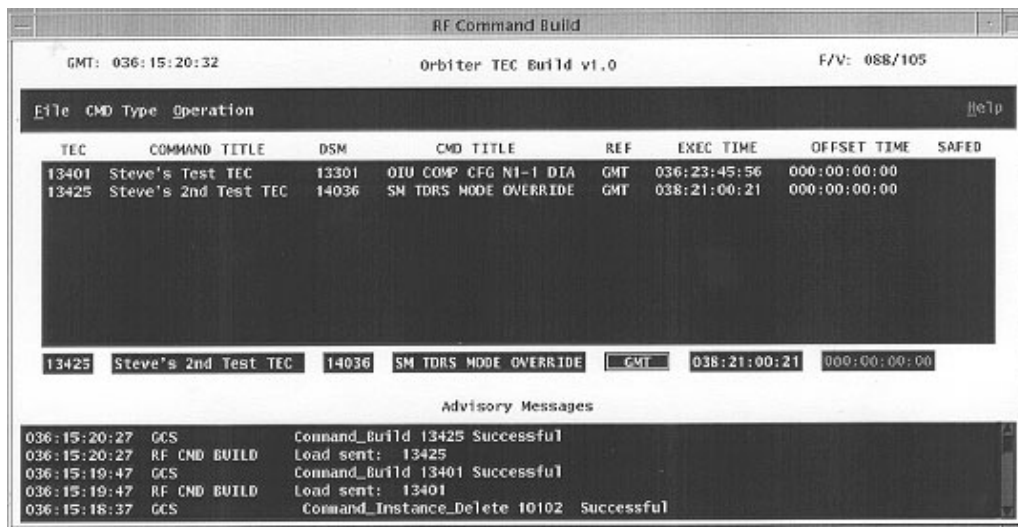 RF Command Build
GMT: 036:15:20:32 Orbiter TEC Build v1.0 F/V: 088/105
File CMD Type Operation Help
TEC COMMAND TITLE DSM CMD TITLE REF EXEC TIME OFFSET TIME SAFED
13401 Steve's Test TEC 13301 OIU COMP CFG N1-1 DIA GMT 036:23:45:56 000:00:00:00
13425 Steve's 2nd Test TEC 14036 SM TDRS MODE OVERRIDE GMT 038:21:00:21 000:00:00:00
13425 Steve's 2nd Test TEC 14036 SM TDRS MODE OVERRIDE GMT 038:21:00:21 000:00:00:00
Advisory Messages
036:15:20:27 GCS Command_Build 13425 Successful
036:15:20:27 RF CMD BUILD Load sent: 13425
036:15:19:47 GCS Command_Build 13401 Successful
036:15:19:47 RF CMD BUILD Load sent: 13401
036:15:18:37 GCS Command_Instance_Delete 10102 Successful